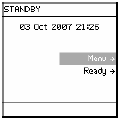 STANDBY
03 Oct 2007 21:26
Menu →
Ready →